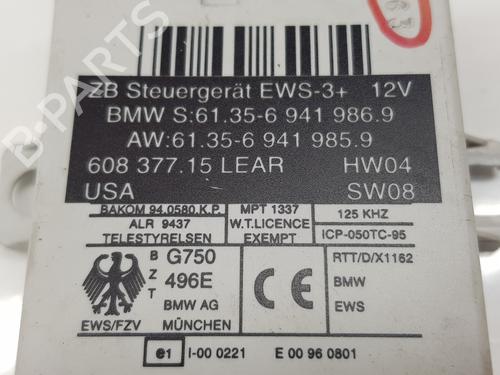 ZB Steuergerät EWS-3+ 12V
BMW S:61.35-6 941 986.9
AW:61.35-6 941 985.9
608 377.15 LEAR HW04
USA SW08
BAKOM 94.0580.K.P.
ALR 9437
TELESTYRELSEN
MPT 1337
W.T.LICENCE
EXEMPT
125 KHZ
ICP-050TC-95
BZT
G750
496E
BMW AG
EWS/FZV MÜNCHEN
CE
RTT/D/X1162
BMW
EWS
e1 I-00 0221 E 00 96 0801
B-PARTS